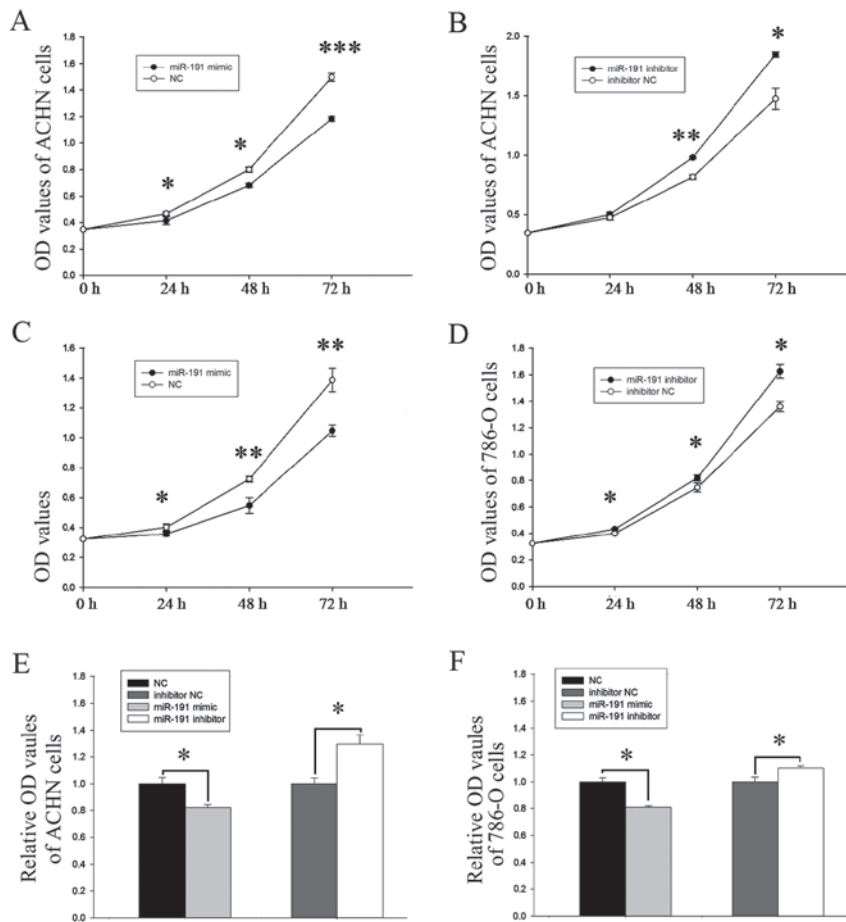 A
OD values of ACHN cells
1.8
1.6
1.4
1.2
1.0
0.8
0.6
0.4
0.2
0.0
miR-191 mimic
NC
*
*
***
0 h 24 h 48 h 72 h
B
OD values of ACHN cells
2.0
1.5
1.0
0.5
0.0
miR-191 inhibitor
inhibitor NC
**
*
0 h 24 h 48 h 72 h
C
OD values
1.6
1.4
1.2
1.0
0.8
0.6
0.4
0.2
0.0
miR-191 mimic
NC
*
**
**
0 h 24 h 48 h 72 h
D
OD values of 786-O cells
1.8
1.6
1.4
1.2
1.0
0.8
0.6
0.4
0.2
0.0
miR-191 inhibitor
inhibitor NC
*
*
*
0 h 24 h 48 h 72 h
E
Relative OD vaules
of ACHN cells
1.8
1.6
1.4
1.2
1.0
0.8
0.6
0.4
0.2
0.0
NC
inhibitor NC
miR-191 mimic
miR-191 inhibitor
*
*
F
Relative OD vaules
of 786-O cells
1.8
1.6
1.4
1.2
1.0
0.8
0.6
0.4
0.2
0.0
NC
inhibitor NC
miR-191 mimic
miR-191 inhibitor
*
*